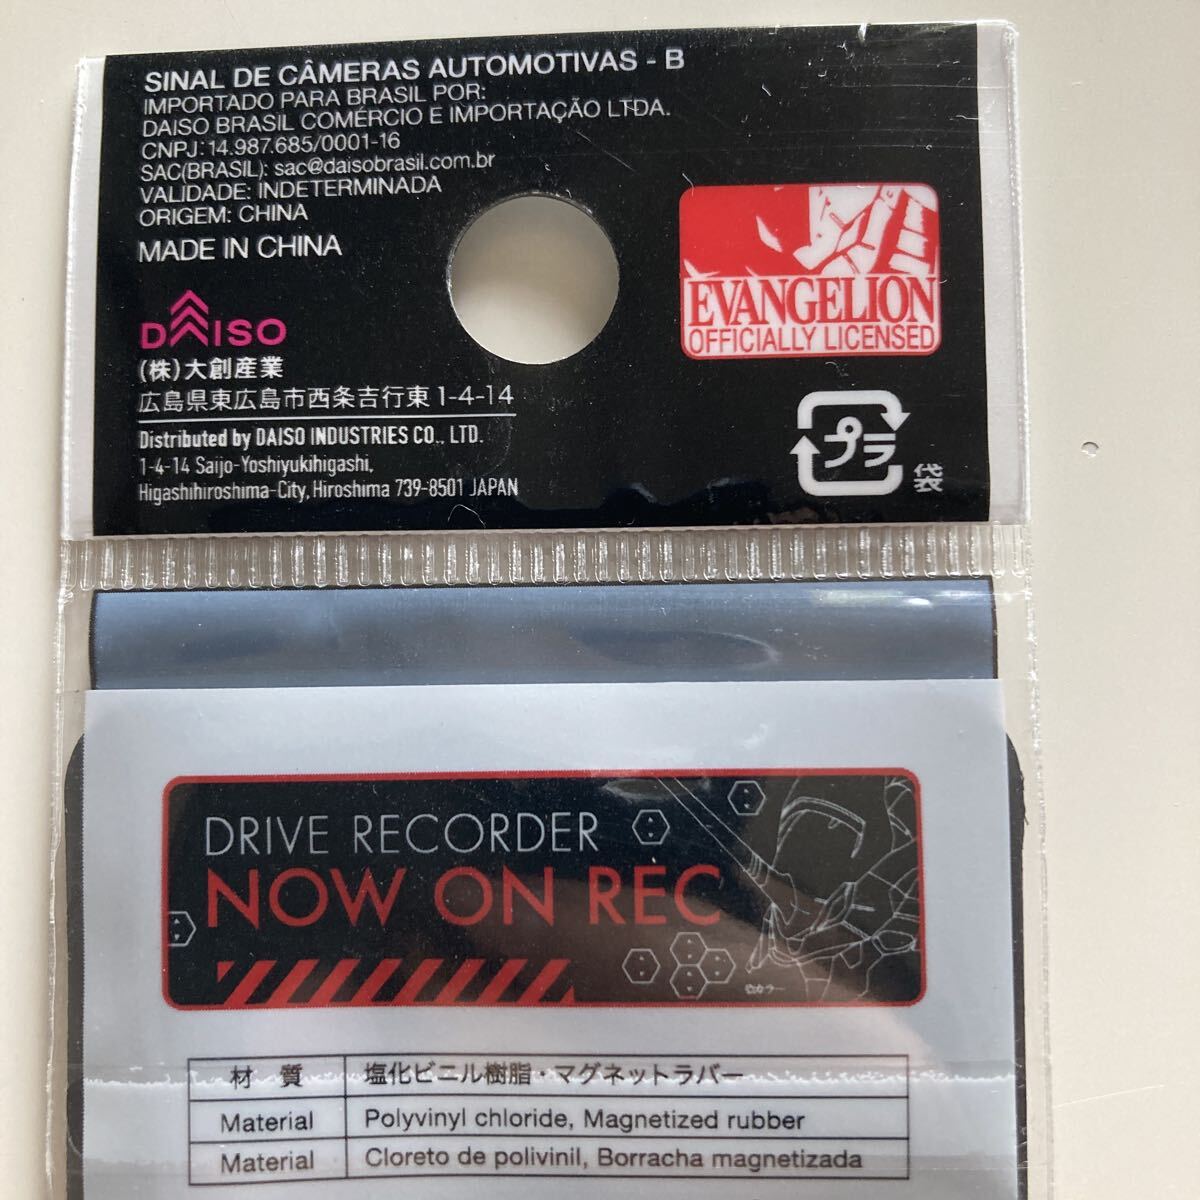 SINAL DE CÂMERAS AUTOMOTIVAS - B
IMPORTADO PARA BRASIL POR:
DAISO BRASIL COMÉRCIO E IMPORTAÇÃO LTDA.
CNPJ: 14.987.685/0001-16
SAC(BRASIL): sac@daisobrasil.com.br
VALIDADE: INDETERMINADA
ORIGEM: CHINA
MADE IN CHINA
DAISO
(株)大創産業
広島県東広島市西条吉行東1-4-14
Distributed by DAISO INDUSTRIES CO., LTD.
1-4-14 Saijo-Yoshiyukihigashi,
Higashihiroshima-City, Hiroshima 739-8501 JAPAN
EVANGELION
OFFICIALLY LICENSED
プラ
袋
DRIVE RECORDER
NOW ON REC
©カラー
材 質 塩化ビニル樹脂・マグネットラバー
Material Polyvinyl chloride, Magnetized rubber
Material Cloreto de polivinil, Borracha magnetizada